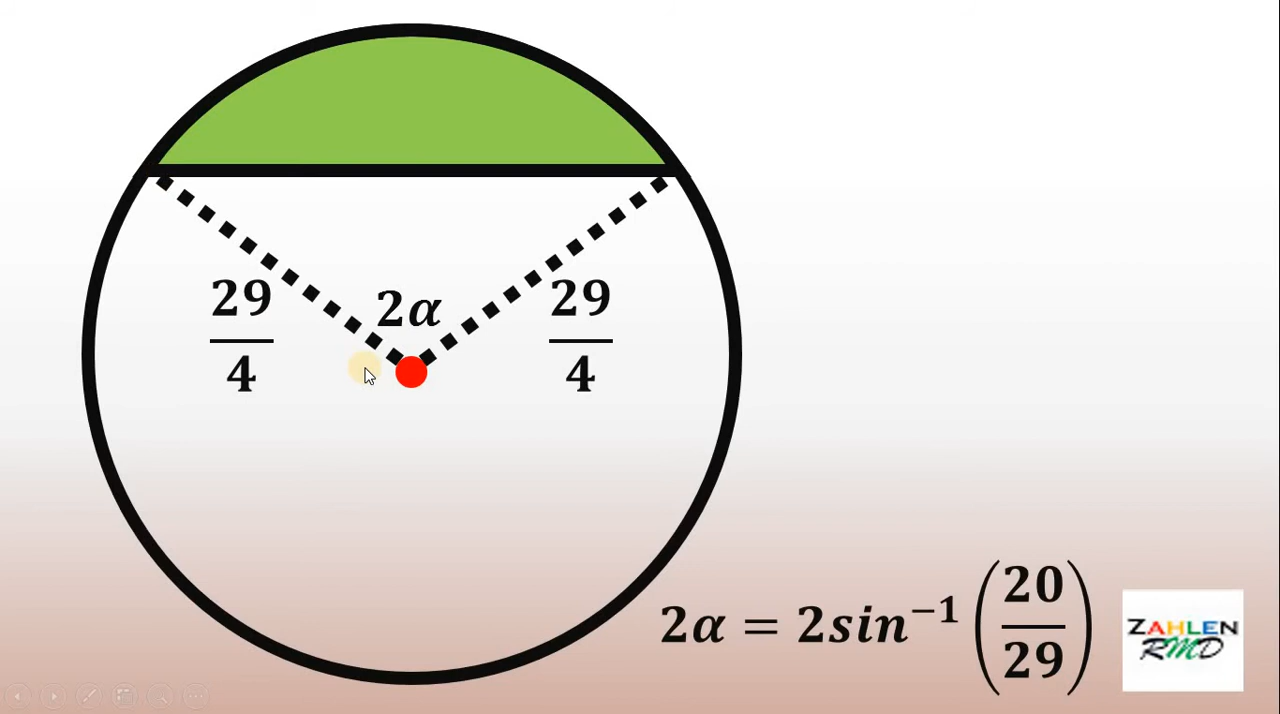 2α
29/4
29/4
2α = 2sin⁻¹(20/29)
ZAHLEN
RMD